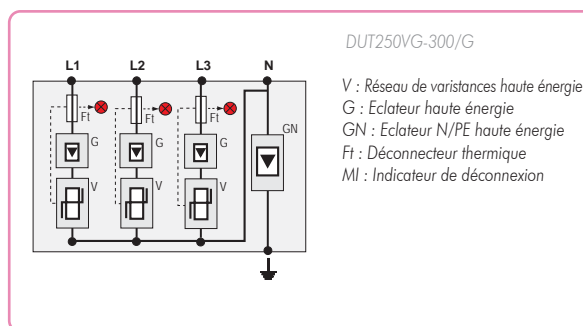 DUT250VG-300/G
L1 L2 L3 N
V : Réseau de varistances haute énergie
G : Eclateur haute énergie
GN : Eclateur N/PE haute énergie
Ft : Déconnecteur thermique
MI : Indicateur de déconnexion
Ft Ft Ft
GN
G G G
V V V